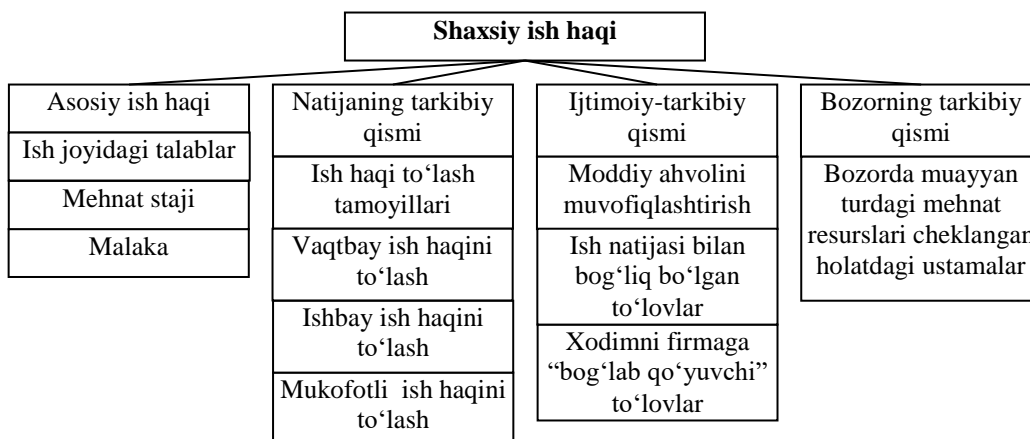 Shaxsiy ish haqi
Asosiy ish haqi
Ish joyidagi talablar
Mehnat staji
Malaka
Natijaning tarkibiy
qismi
Ish haqi to‘lash
tamoyillari
Vaqtbay ish haqini
to‘lash
Ishbay ish haqini
to‘lash
Mukofotli ish haqini
to‘lash
Ijtimoiy-tarkibiy
qismi
Moddiy ahvolini
muvofiqlashtirish
Ish natijasi bilan
bog‘liq bo‘lgan
to‘lovlar
Xodimni firmaga
“bog‘lab qo‘yuvchi”
to‘lovlar
Bozorning tarkibiy
qismi
Bozorda muayyan
turdagi mehnat
resurslari cheklangan
holatdagi ustamalar